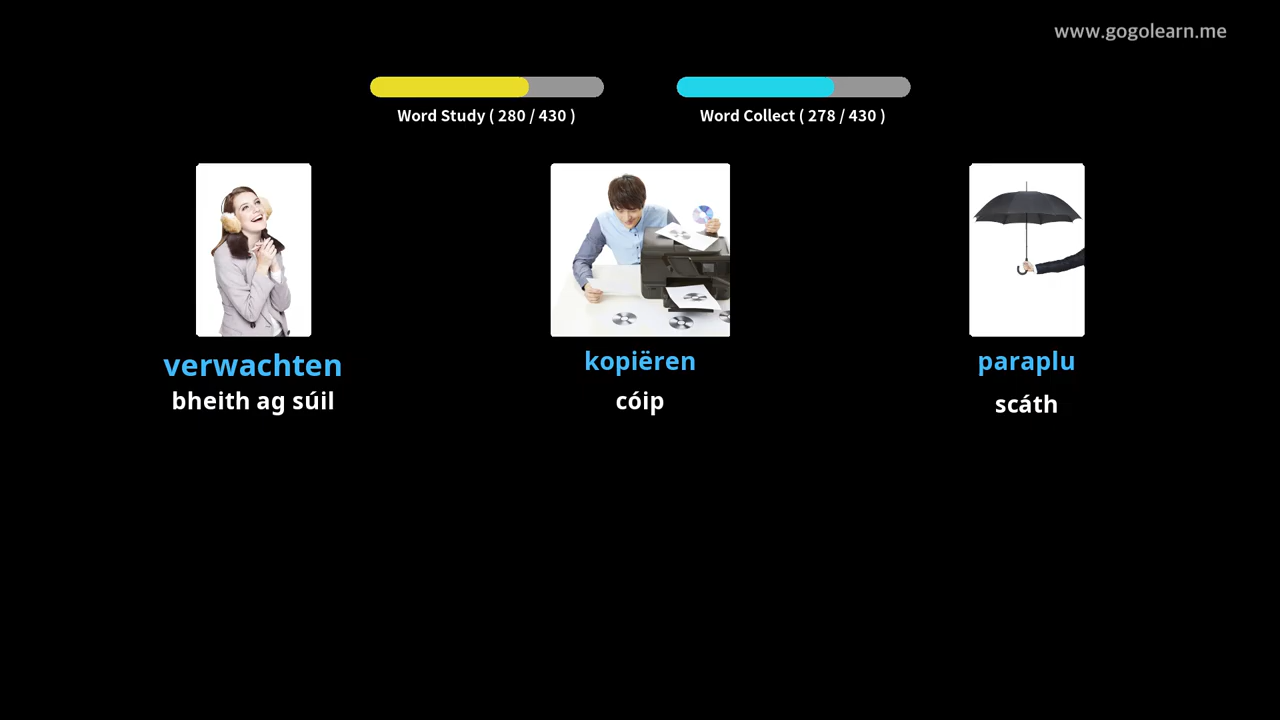 www.gogolearn.me
Word Study ( 280 / 430 )
Word Collect ( 278 / 430 )
verwachten
bheith ag súil
kopiëren
cóip
paraplu
scáth